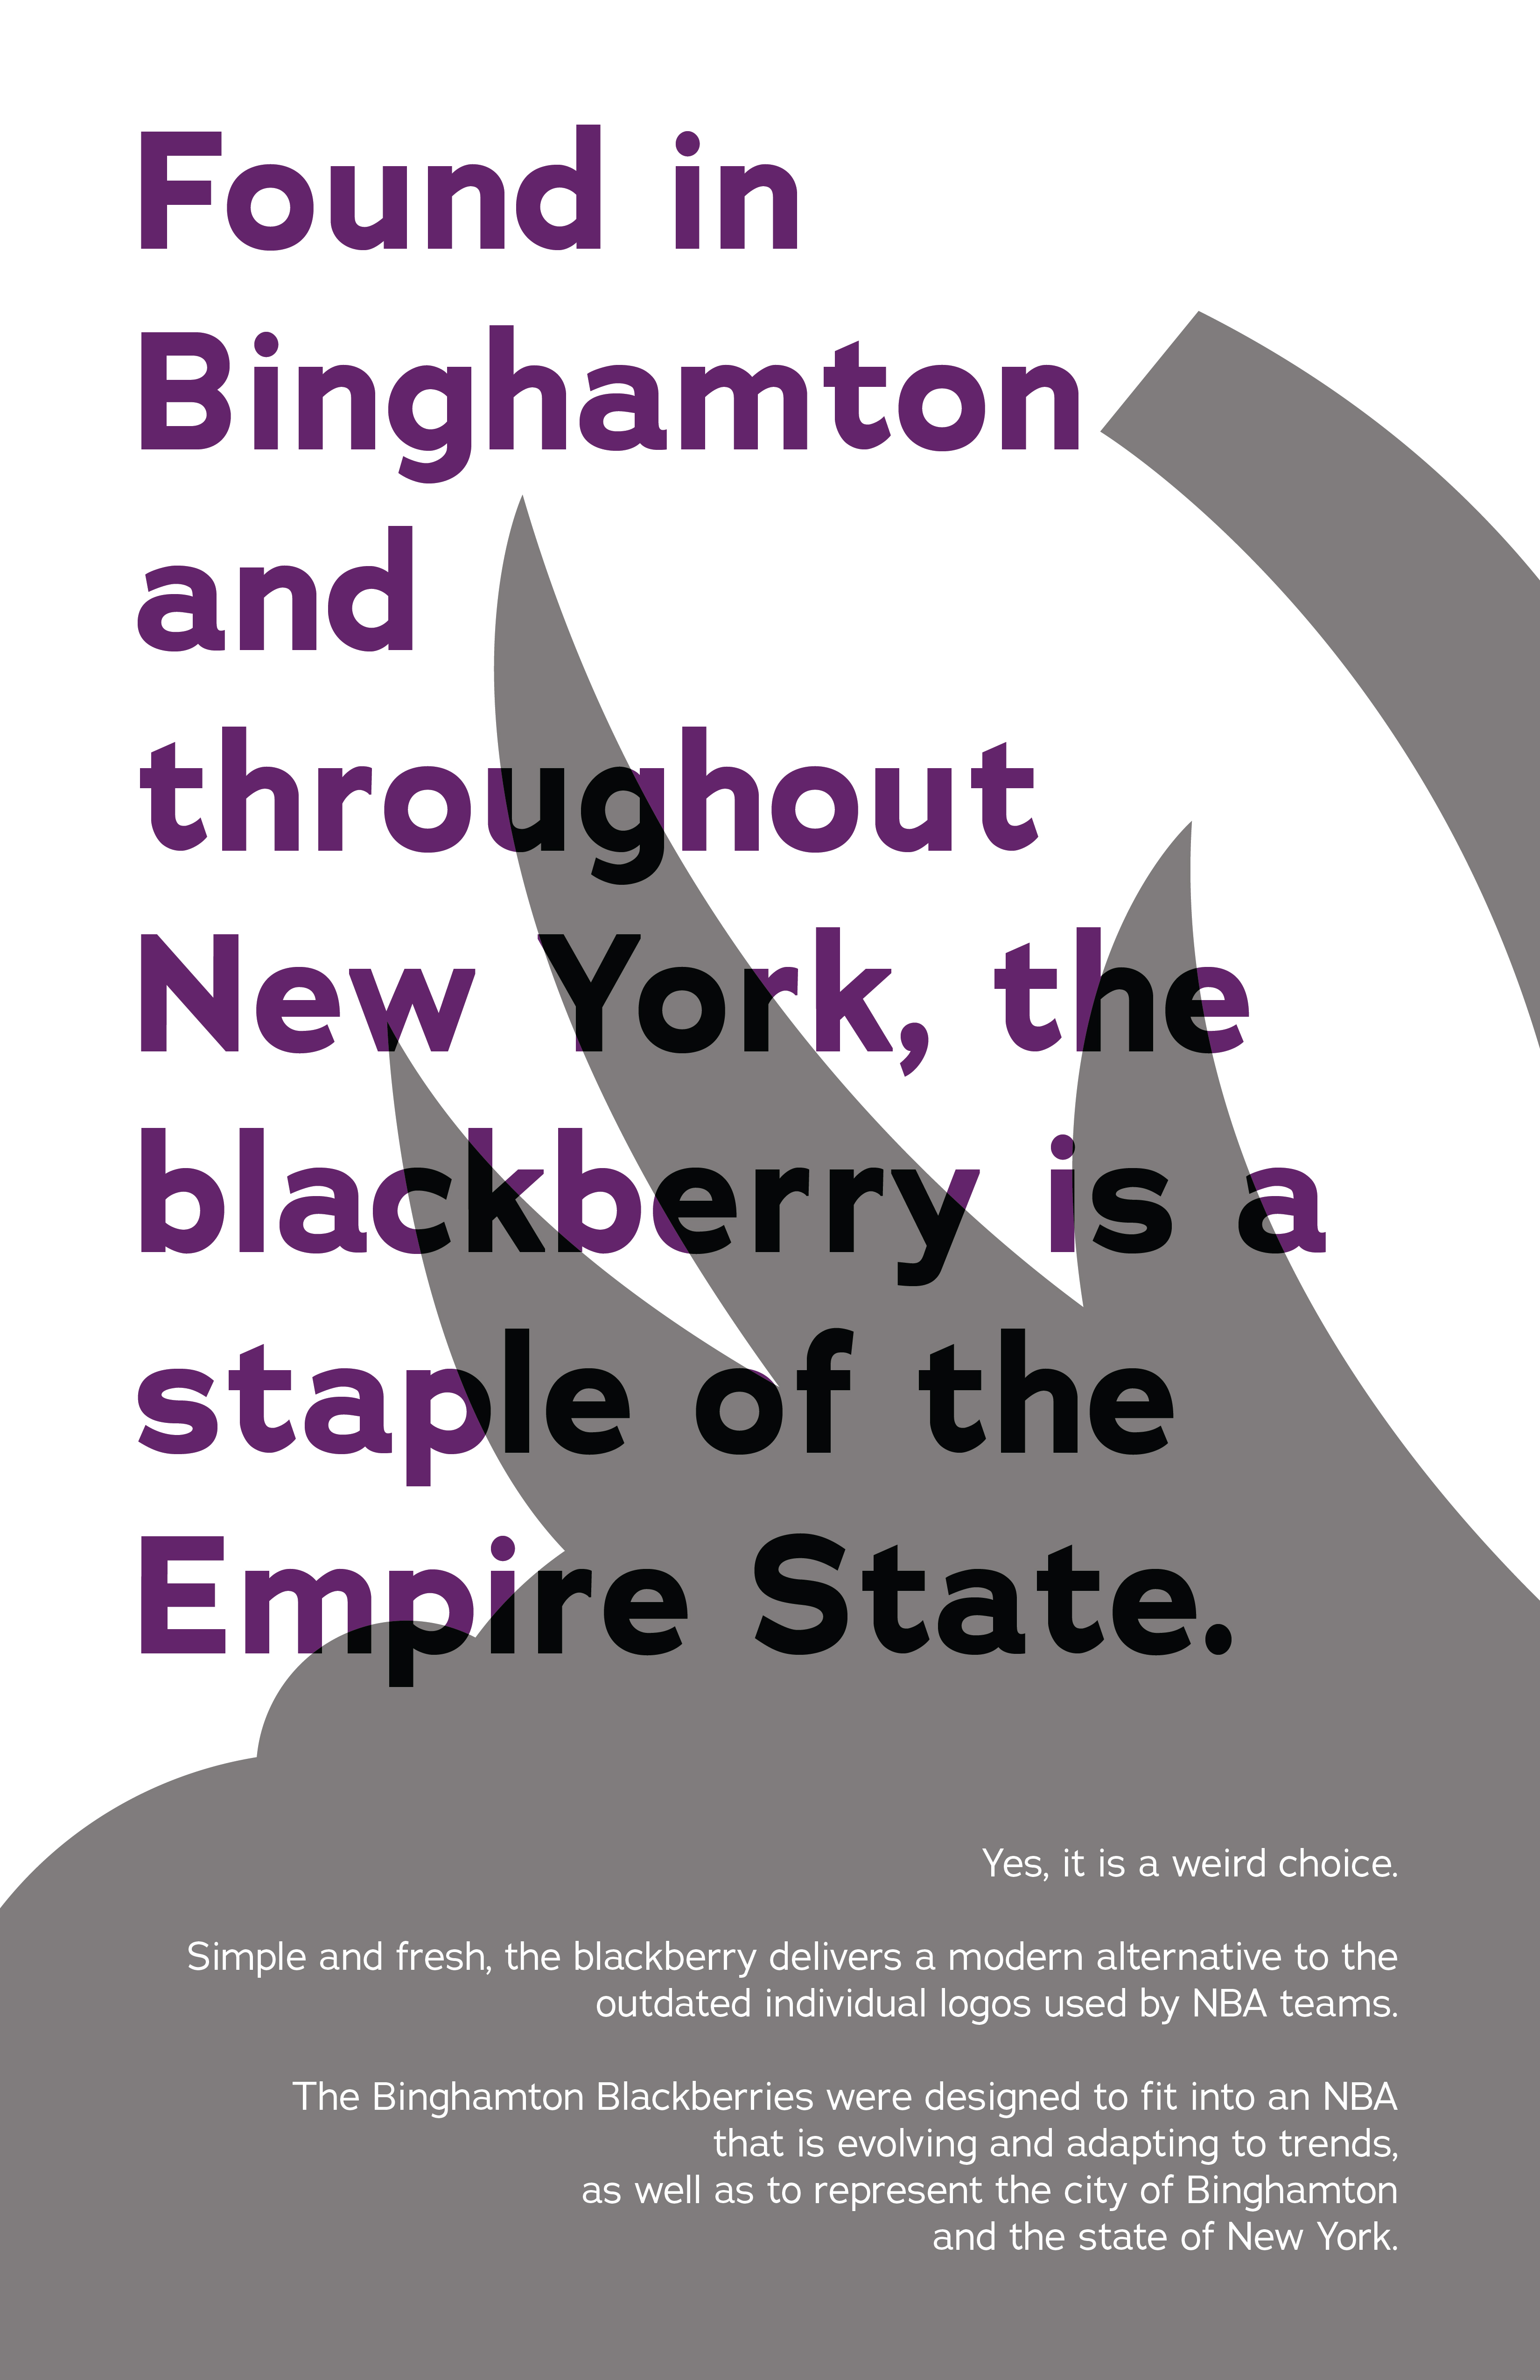 Found in
Binghamton
and
throughout
New York, the
blackberry is a
staple of the
Empire State.
Yes, it is a weird choice.
Simple and fresh, the blackberry delivers a modern alternative to the
outdated individual logos used by NBA teams.
The Binghamton Blackberries were designed to fit into an NBA
that is evolving and adapting to trends,
as well as to represent the city of Binghamton
and the state of New York.